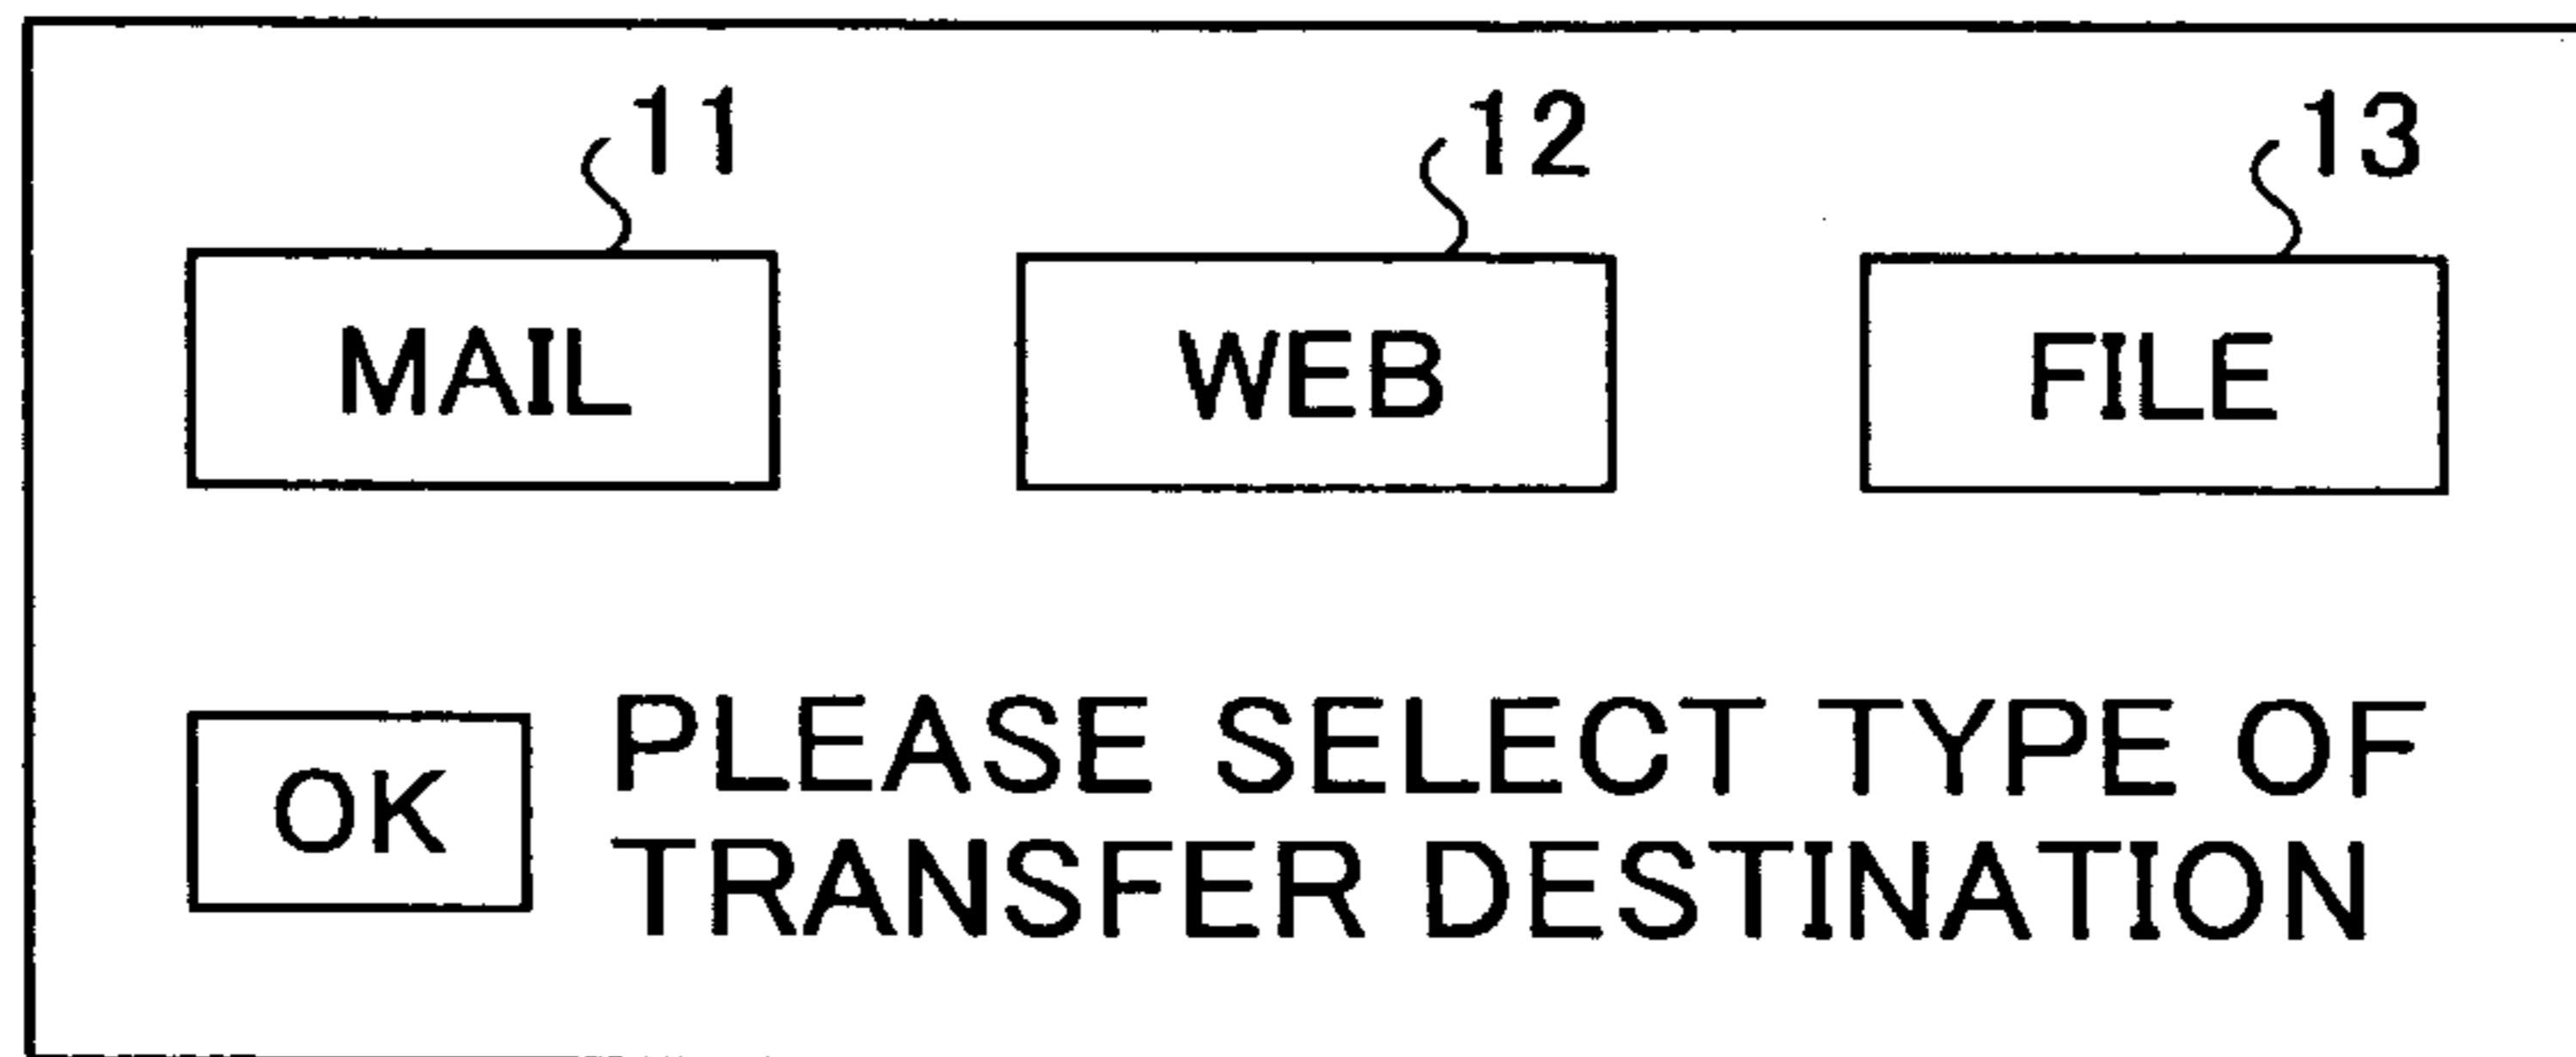 11 12 13
MAIL WEB FILE
OK PLEASE SELECT TYPE OF
TRANSFER DESTINATION